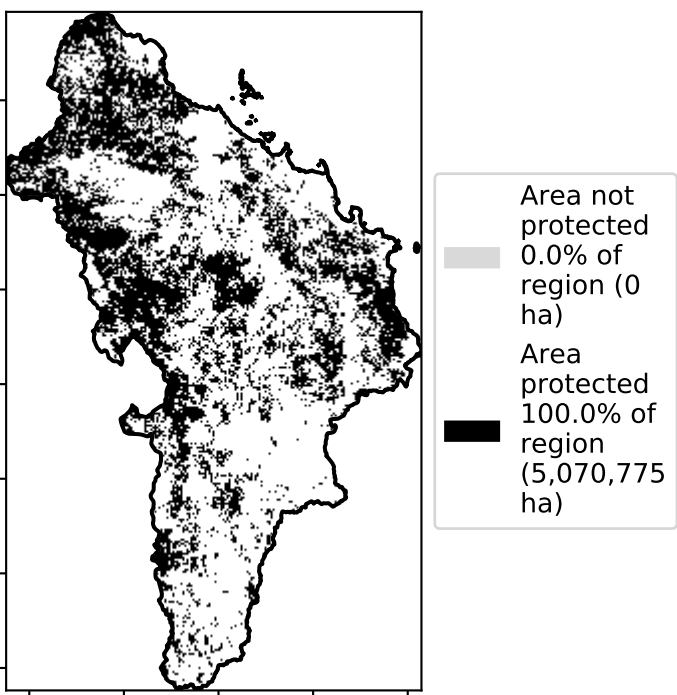 Area not
protected
0.0% of
region (0
ha)
Area
protected
100.0% of
region
(5,070,775
ha)